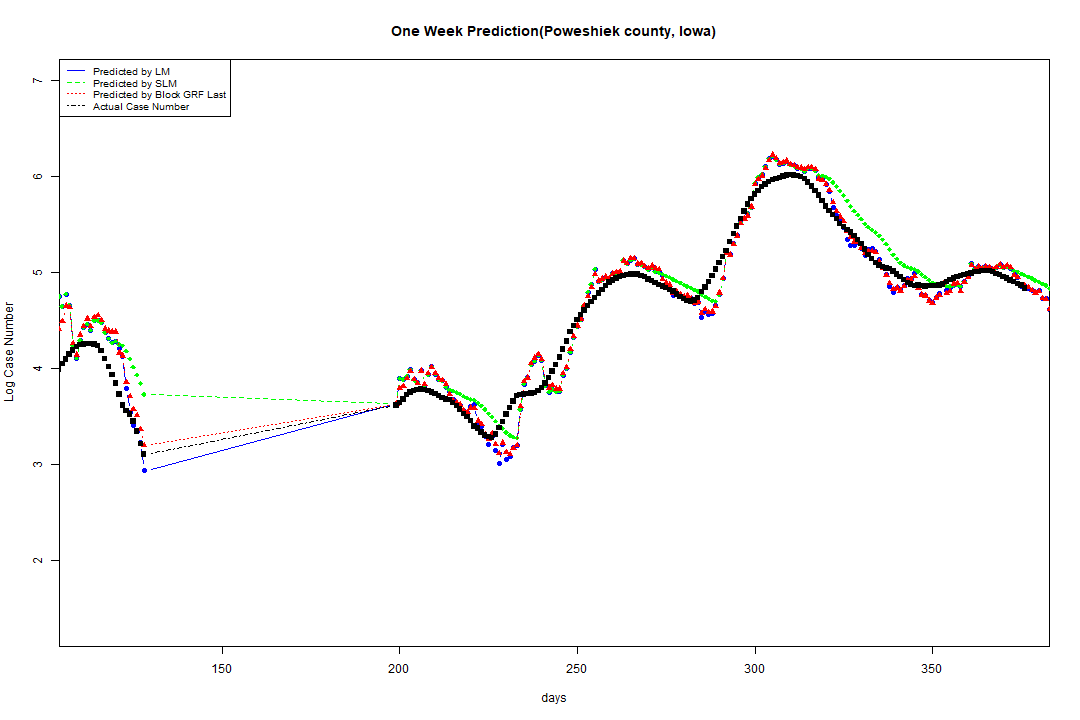 One Week Prediction(Poweshiek county, Iowa)
Predicted by LM
Predicted by SLM
Predicted by Block GRF Last
Actual Case Number
7
6
5
4
3
2
Log Case Number
150 200 250 300 350
days